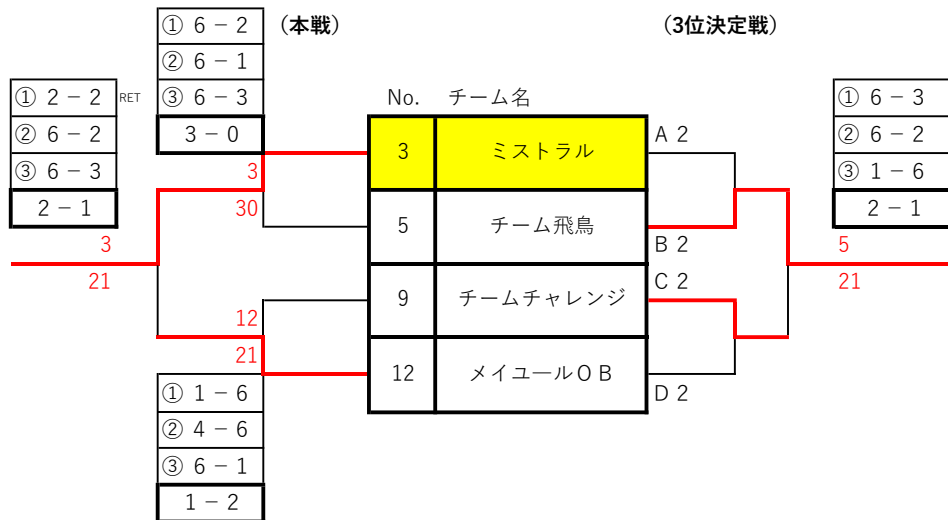 ① 6－2
② 6－1
③ 6－3
3－0
（本戦）
（3位決定戦）
① 2－2 RET
② 6－2
③ 6－3
2－1
3
21
3
30
12
21
① 1－6
② 4－6
③ 6－1
1－2
No. チーム名
3 ミストラル
5 チーム飛鳥
9 チームチャレンジ
12 メイユールＯＢ
A 2
B 2
C 2
D 2
① 6－3
② 6－2
③ 1－6
2－1
5
21